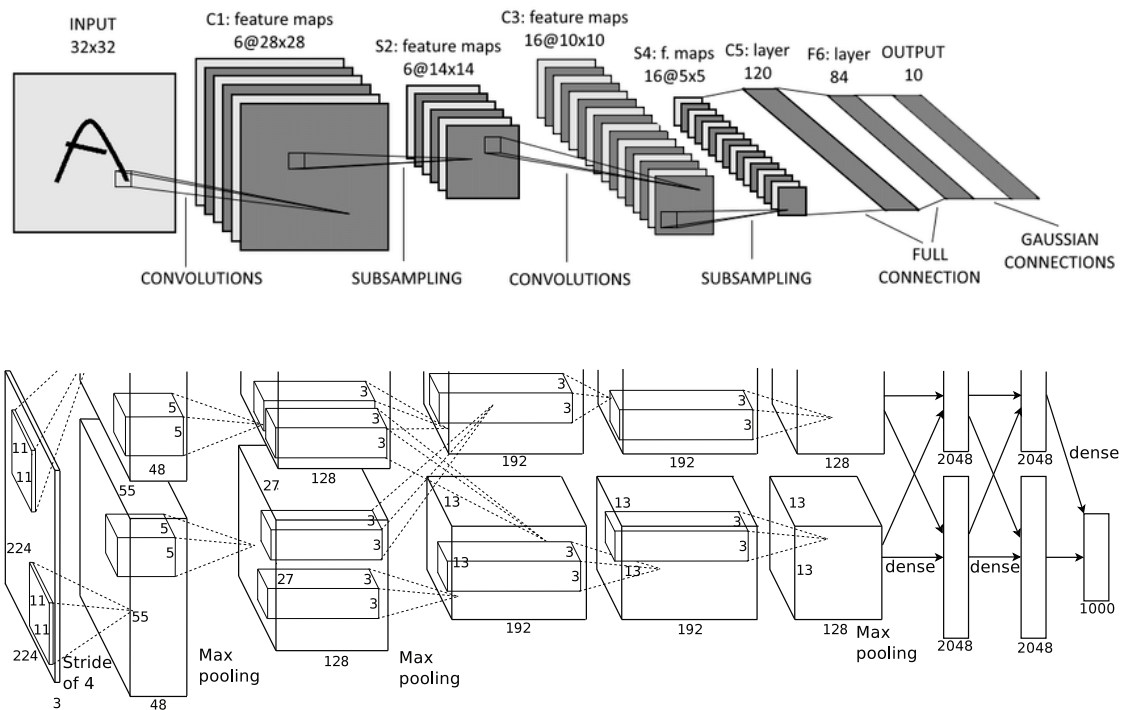 INPUT
32x32
C1: feature maps
6@28x28
S2: feature maps
6@14x14
C3: feature maps
16@10x10
S4: f. maps
16@5x5
C5: layer
120
F6: layer
84
OUTPUT
10
CONVOLUTIONS
SUBSAMPLING
CONVOLUTIONS
SUBSAMPLING
FULL
CONNECTION
GAUSSIAN
CONNECTIONS
11
11
5
5
48
3
3
3
128
3
3
192
3
3
192
128
2048
2048
dense
224
55
5
5
27
3
3
13
13
3
3
13
3
3
13
13
13
11
11
55
27
3
3
192
192
128
dense
dense
1000
224
3
Stride
of 4
48
Max
pooling
128
Max
pooling
Max
pooling
2048
2048